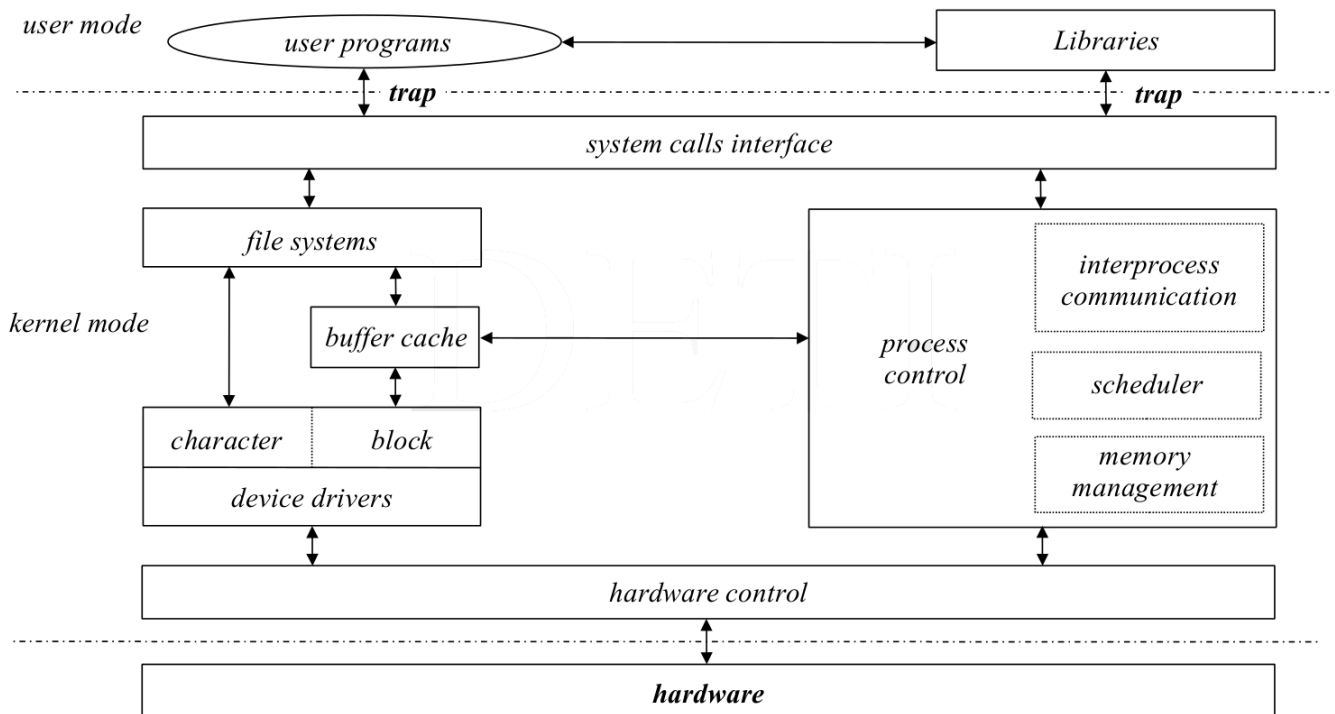 user mode
user programs
Libraries
trap
trap
system calls interface
file systems
interprocess
communication
kernel mode
buffer cache
process
control
scheduler
character
block
memory
management
device drivers
hardware control
hardware
DETI